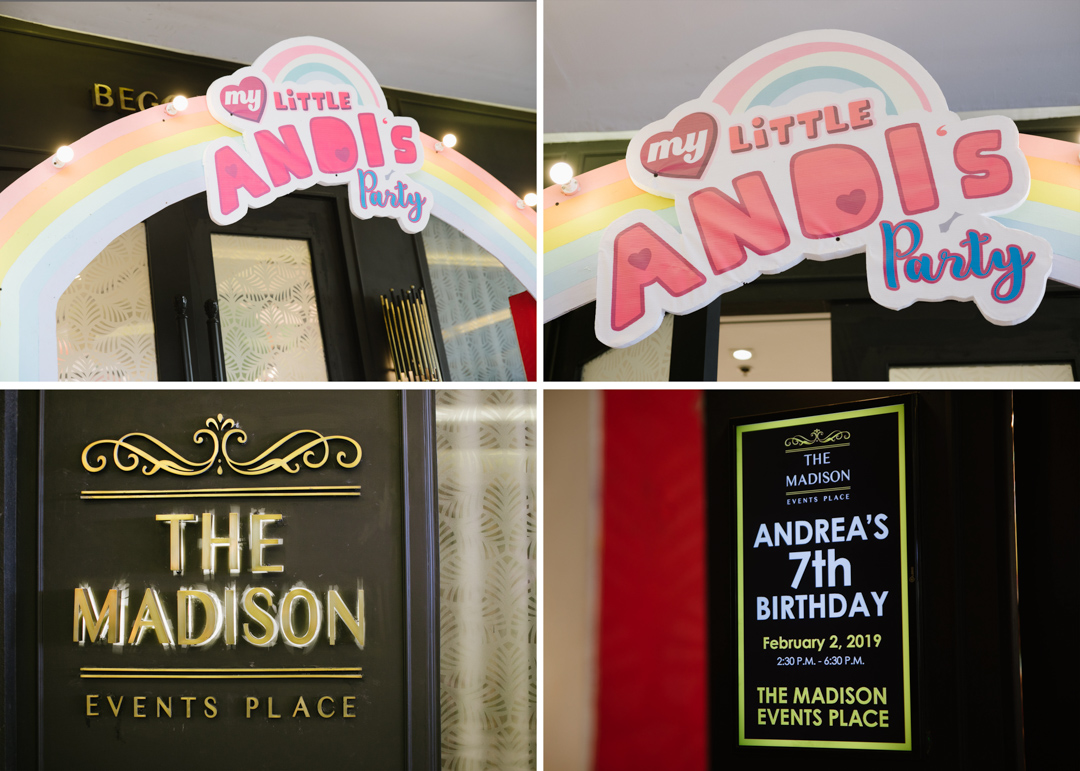 BEGO
my LiTTLE
ANDI's
Party
my LiTTLE
ANDI's
Party
THE
MADISON
EVENTS PLACE
THE
MADISON
EVENTS PLACE
ANDREA'S
7th
BIRTHDAY
February 2, 2019
2:30 P.M. - 6:30 P.M.
THE MADISON
EVENTS PLACE